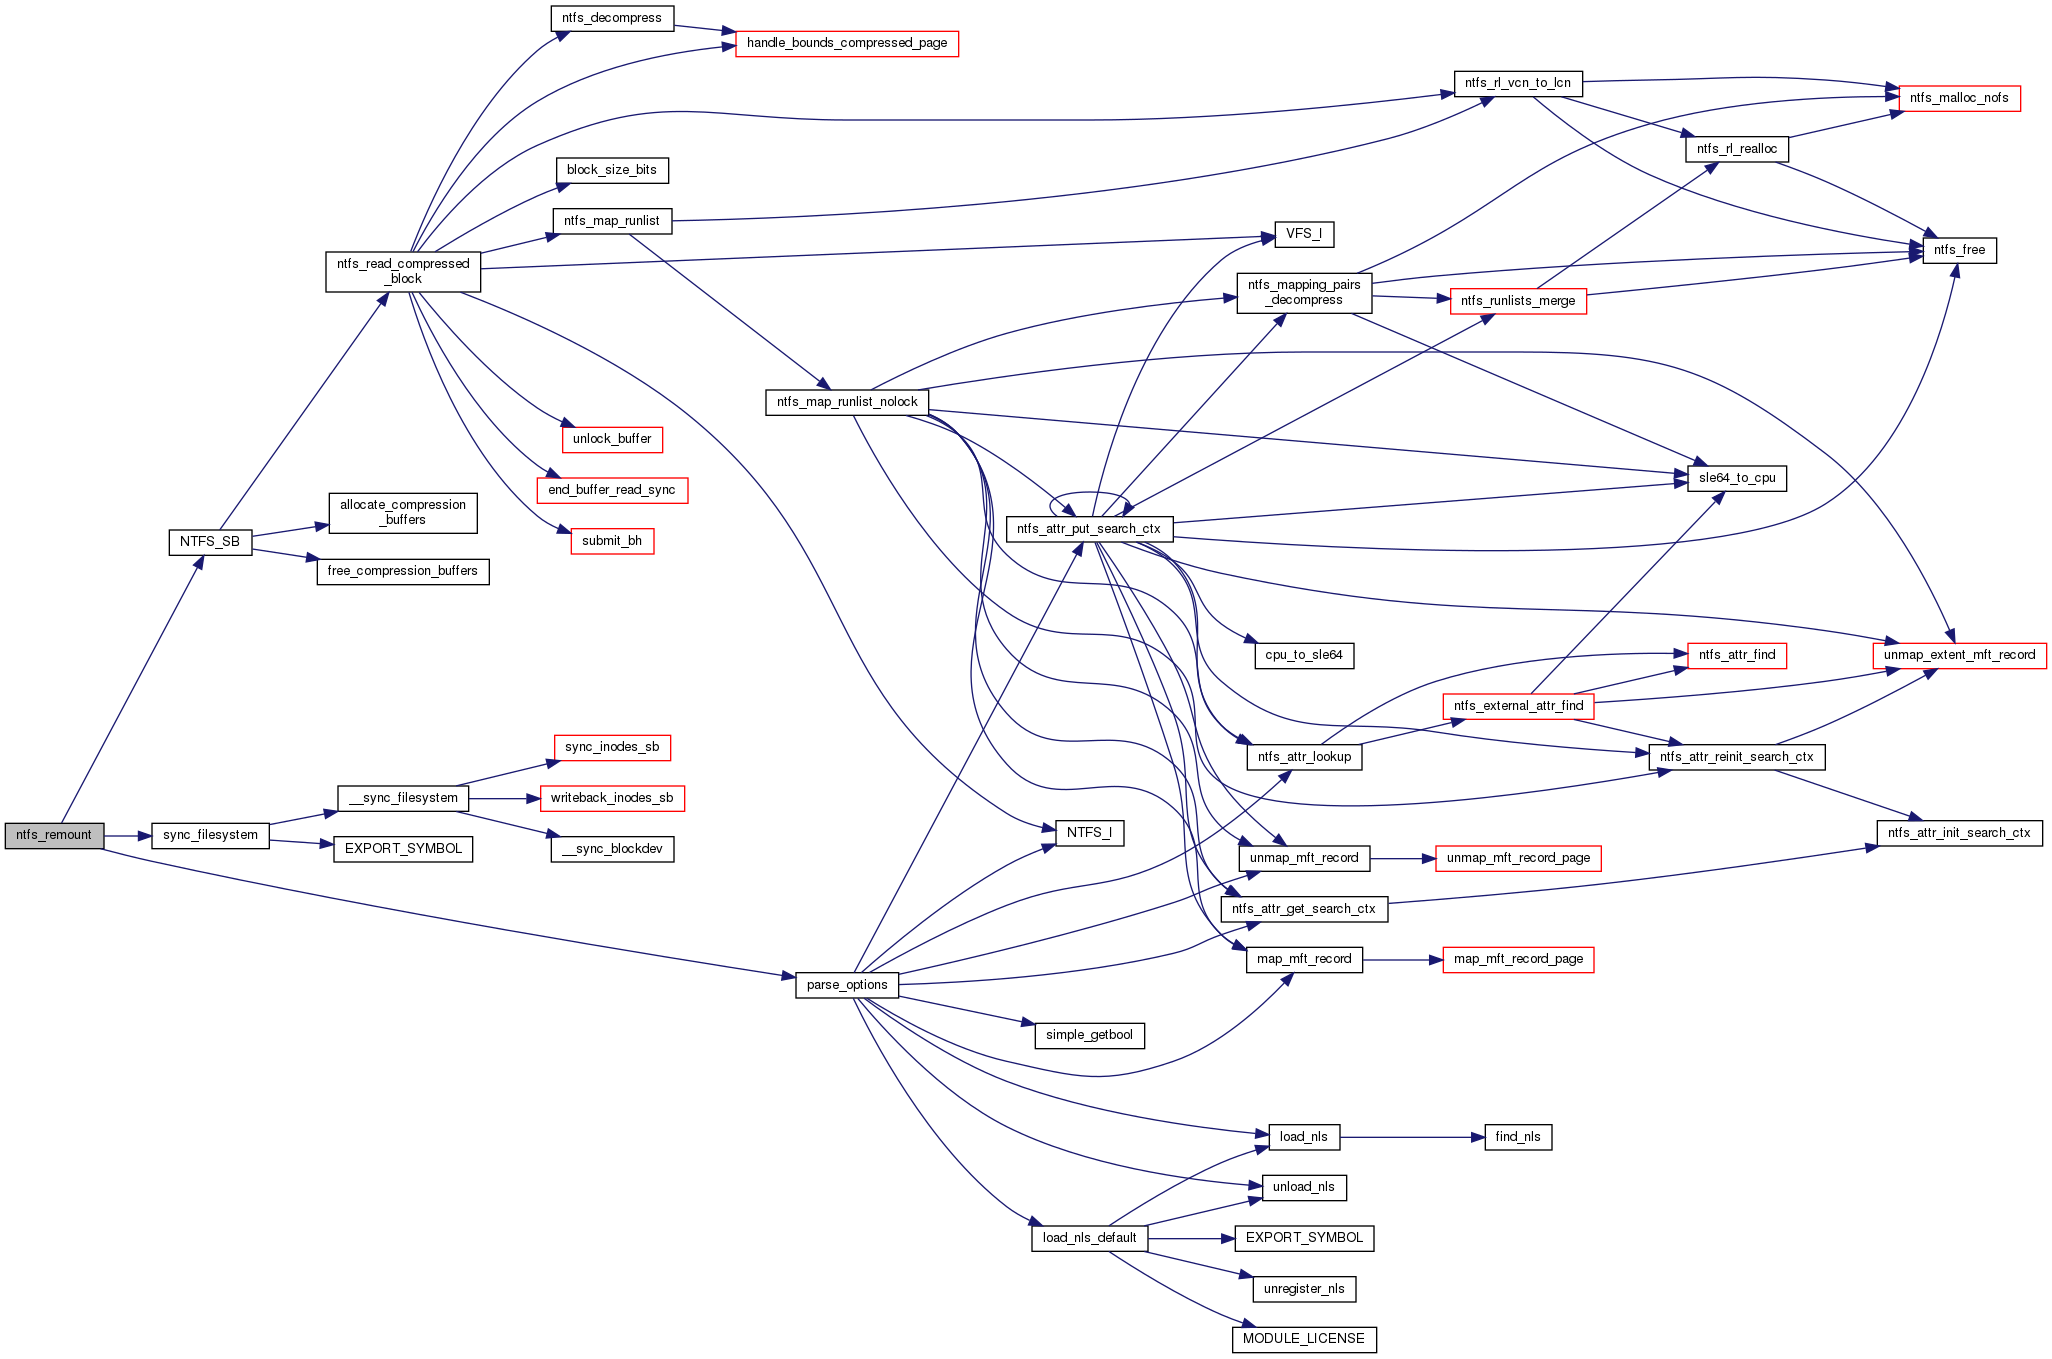 ntfs_decompress
handle_bounds_compressed_page
ntfs_rl_vcn_to_lcn
ntfs_malloc_nofs
ntfs_rl_realloc
block_size_bits
ntfs_map_runlist
VFS_I
ntfs_free
ntfs_read_compressed
_block
ntfs_mapping_pairs
_decompress
ntfs_runlists_merge
ntfs_map_runlist_nolock
unlock_buffer
end_buffer_read_sync
sle64_to_cpu
allocate_compression
_buffers
ntfs_attr_put_search_ctx
NTFS_SB
submit_bh
free_compression_buffers
cpu_to_sle64
ntfs_attr_find
unmap_extent_mft_record
ntfs_external_attr_find
sync_inodes_sb
ntfs_attr_lookup
ntfs_attr_reinit_search_ctx
__sync_filesystem
writeback_inodes_sb
ntfs_remount
sync_filesystem
EXPORT_SYMBOL
__sync_blockdev
NTFS_I
ntfs_attr_init_search_ctx
unmap_mft_record
unmap_mft_record_page
ntfs_attr_get_search_ctx
map_mft_record
map_mft_record_page
parse_options
simple_getbool
load_nls
find_nls
unload_nls
load_nls_default
EXPORT_SYMBOL
unregister_nls
MODULE_LICENSE